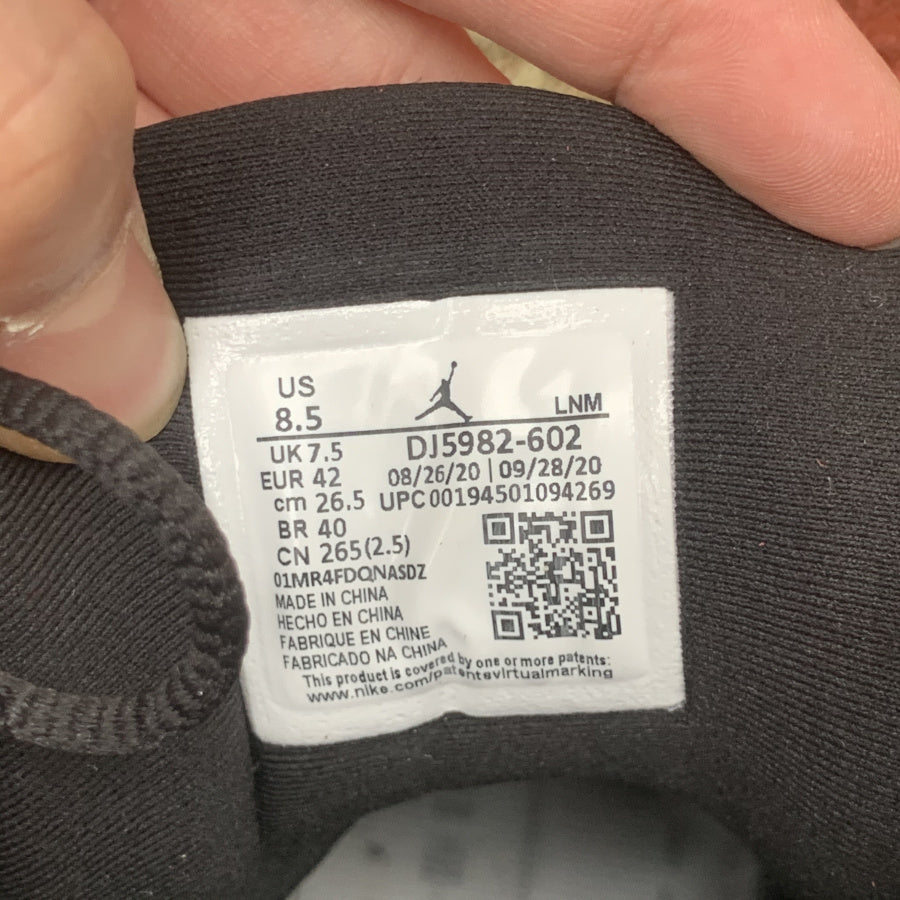 US
8.5
LNM
UK 7.5
DJ5982-602
EUR 42
08/26/20 | 09/28/20
cm 26.5
UPC 00194501094269
BR 40
CN 265(2.5)
01MR4FDQNASDZ
MADE IN CHINA
HECHO EN CHINA
FABRIQUE EN CHINE
FABRICADO NA CHINA
This product is covered by one or more patents:
www.nike.com/patentsvirtualmarking